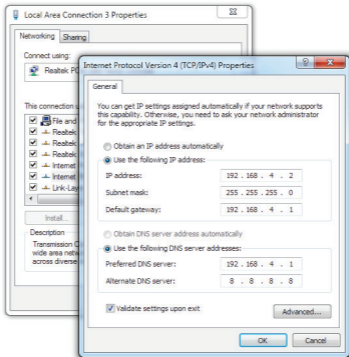 Local Area Connection 3 Properties
Networking Sharing
Connect using:
Realtek
This connection
File and
Realtek
Realtek
Realtek
Internet
Internet
Link-Laye
Install...
Description
Transmission
wide area netw
across diverse
Internet Protocol Version 4 (TCP/IPv4) Properties
General
You can get IP settings assigned automatically if your network supports
this capability. Otherwise, you need to ask your network administrator
for the appropriate IP settings.
Obtain an IP address automatically
Use the following IP address:
IP address: 192 . 168 . 4 . 2
Subnet mask: 255 . 255 . 255 . 0
Default gateway: 192 . 168 . 4 . 1
Obtain DNS server address automatically
Use the following DNS server addresses:
Preferred DNS server: 192 . 168 . 4 . 1
Alternate DNS server: 8 . 8 . 8 . 8
Validate settings upon exit
Advanced...
OK Cancel